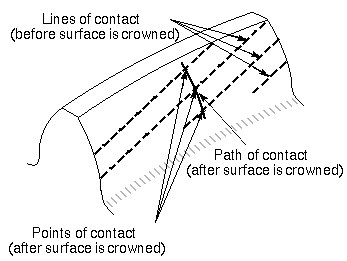 Lines of contact
(before surface is crowned)
Path of contact
(after surface is crowned)
Points of contact
(after surface is crowned)